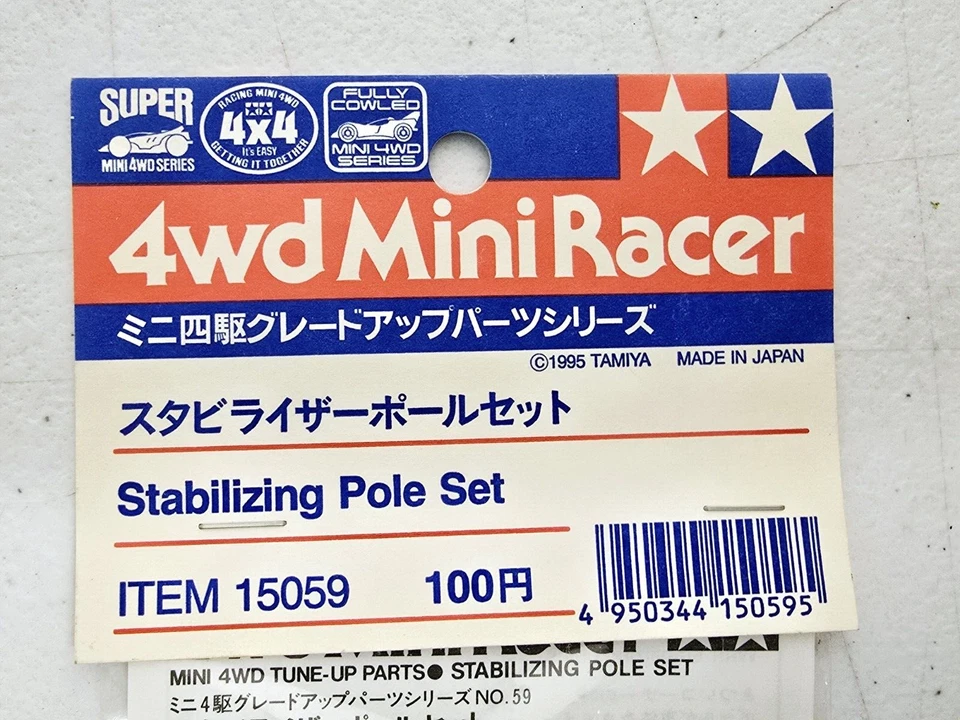 SUPER
MINI 4WD SERIES
RACING MINI 4WD
4x4
It's EASY
GETTING IT TOGETHER
FULLY
COWLED
MINI 4WD
SERIES
4wd Mini Racer
ミニ四駆グレードアップパーツシリーズ
©1995 TAMIYA MADE IN JAPAN
スタビライザーポールセット
Stabilizing Pole Set
ITEM 15059 100円
4 950344 150595
MINI 4WD TUNE-UP PARTS● STABILIZING POLE SET
ミニ4駆グレードアップパーツシリーズ NO.59